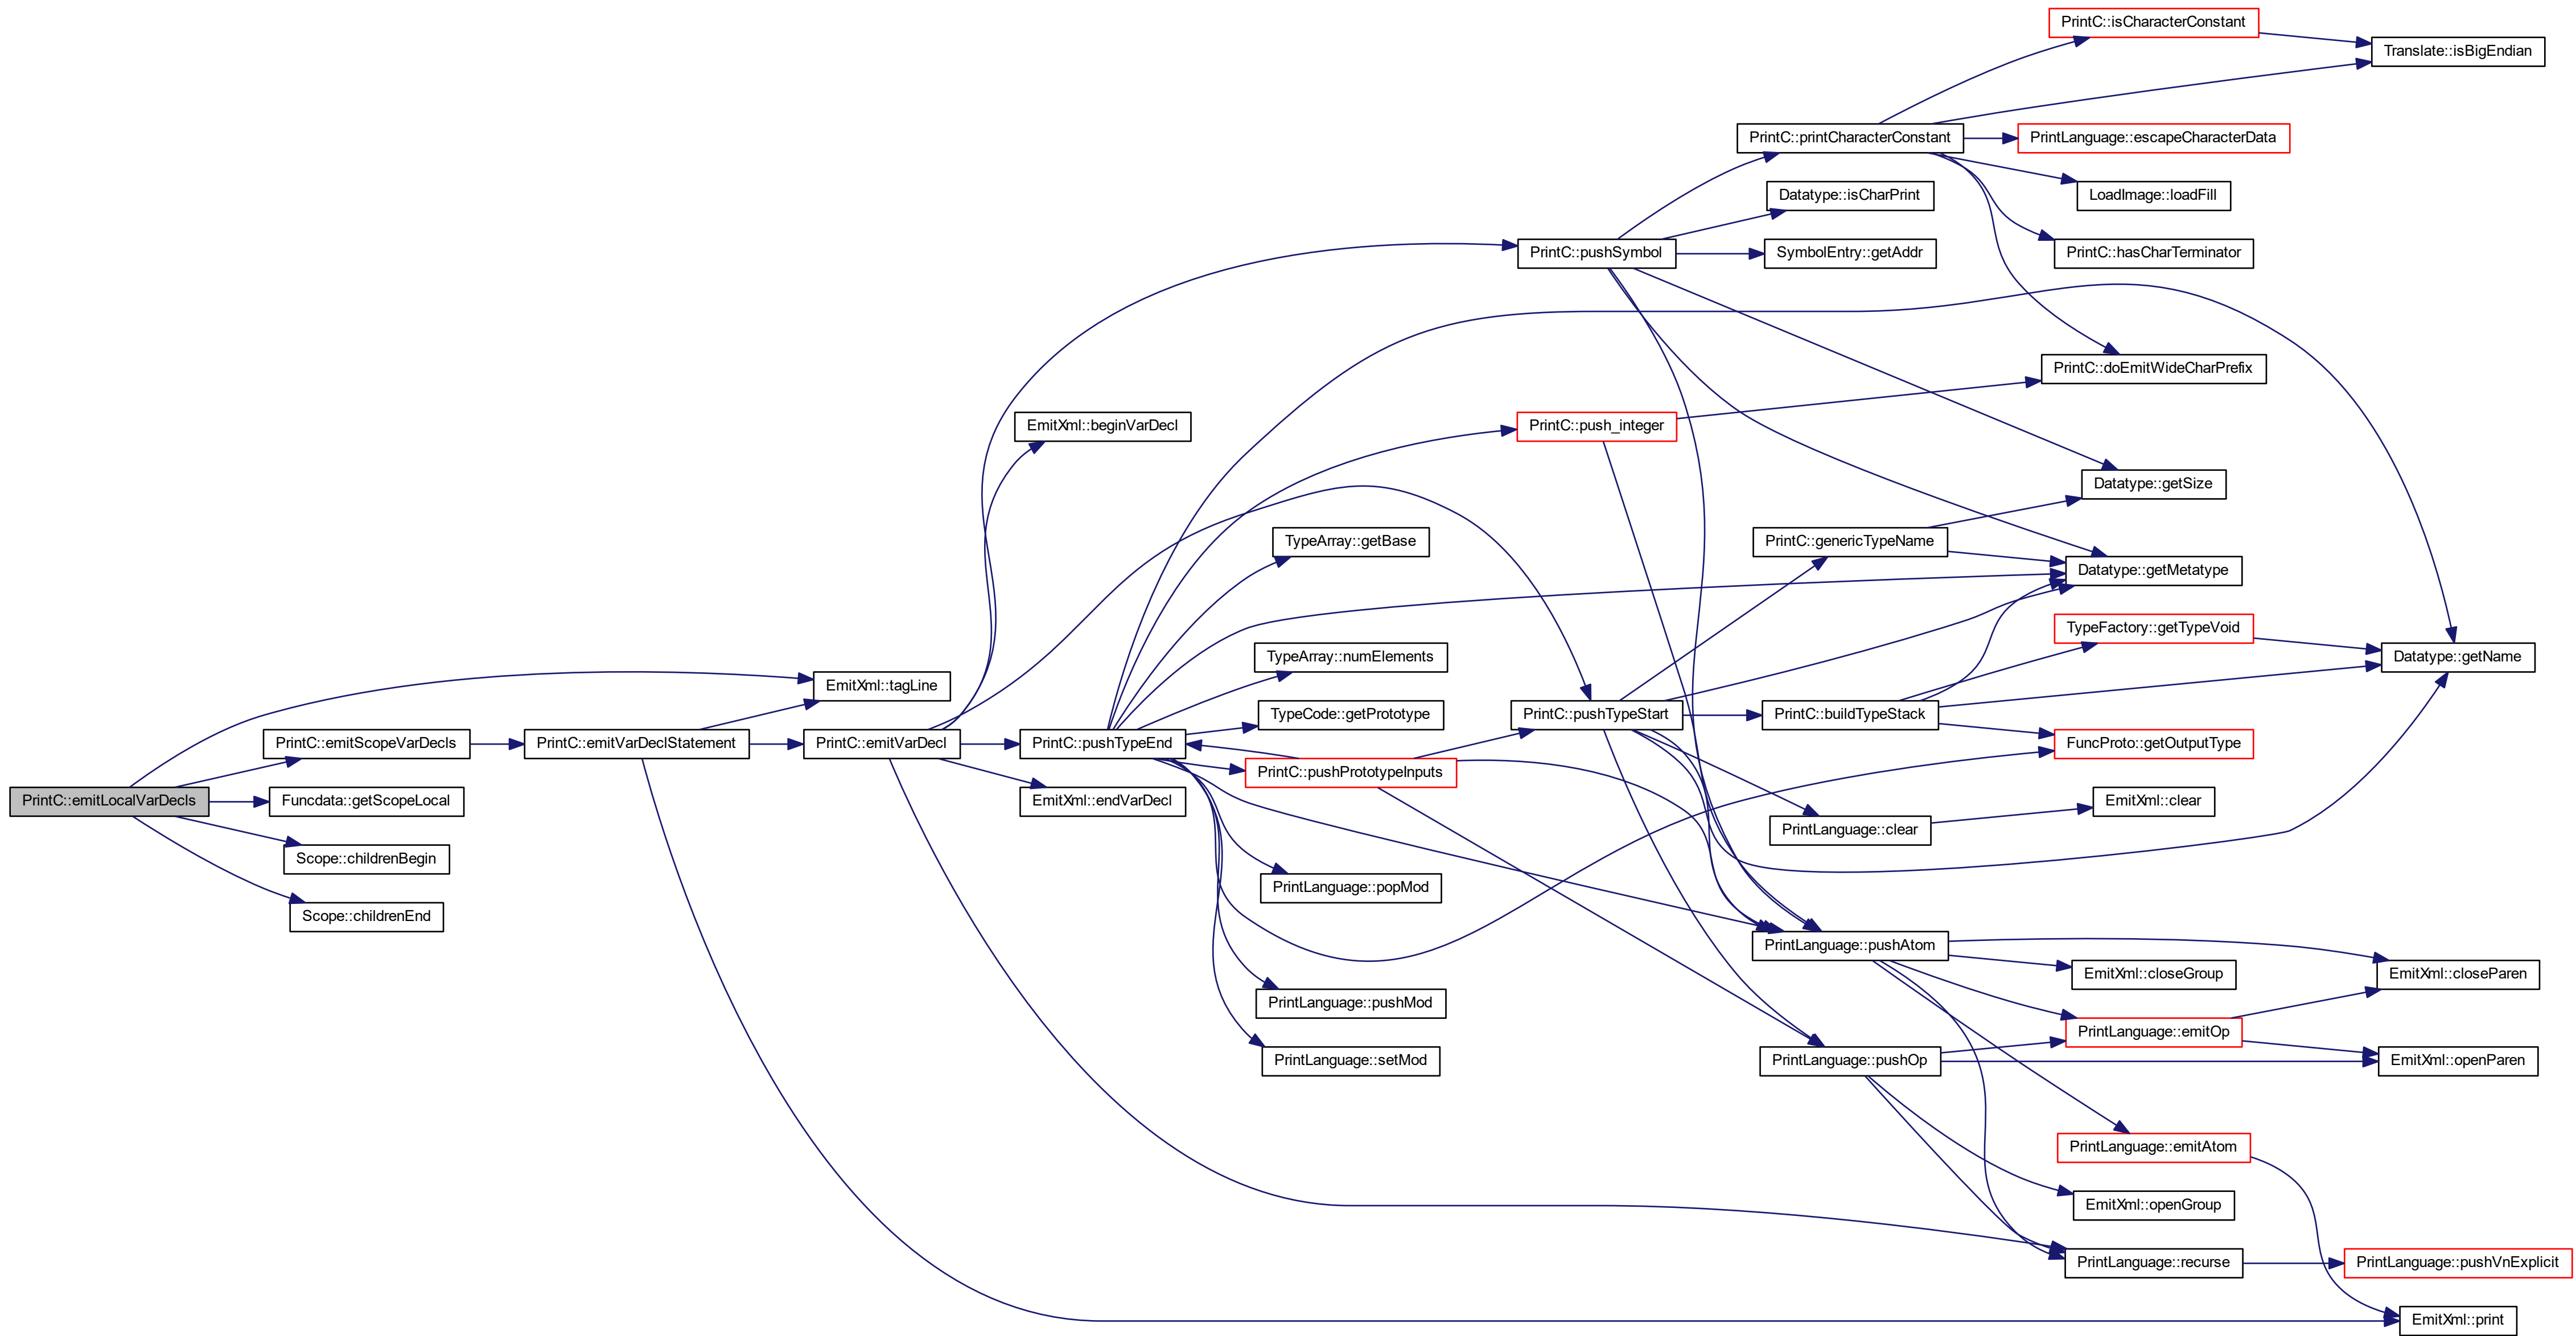 PrintC::isCharacterConstant
Translate::isBigEndian
PrintC::printCharacterConstant
PrintLanguage::escapeCharacterData
Datatype::isCharPrint
LoadImage::loadFill
PrintC::pushSymbol
SymbolEntry::getAddr
PrintC::hasCharTerminator
PrintC::doEmitWideCharPrefix
EmitXml::beginVarDecl
PrintC::push_integer
Datatype::getSize
TypeArray::getBase
PrintC::genericTypeName
Datatype::getMetatype
TypeFactory::getTypeVoid
TypeArray::numElements
Datatype::getName
EmitXml::tagLine
TypeCode::getPrototype
PrintC::pushTypeStart
PrintC::buildTypeStack
PrintC::emitScopeVarDecls
PrintC::emitVarDeclStatement
PrintC::emitVarDecl
PrintC::pushTypeEnd
FuncProto::getOutputType
PrintC::pushPrototypeInputs
PrintC::emitLocalVarDecls
Funcdata::getScopeLocal
EmitXml::endVarDecl
EmitXml::clear
PrintLanguage::clear
Scope::childrenBegin
PrintLanguage::popMod
Scope::childrenEnd
PrintLanguage::pushAtom
EmitXml::closeGroup
EmitXml::closeParen
PrintLanguage::pushMod
PrintLanguage::emitOp
PrintLanguage::setMod
PrintLanguage::pushOp
EmitXml::openParen
PrintLanguage::emitAtom
EmitXml::openGroup
PrintLanguage::recurse
PrintLanguage::pushVnExplicit
EmitXml::print